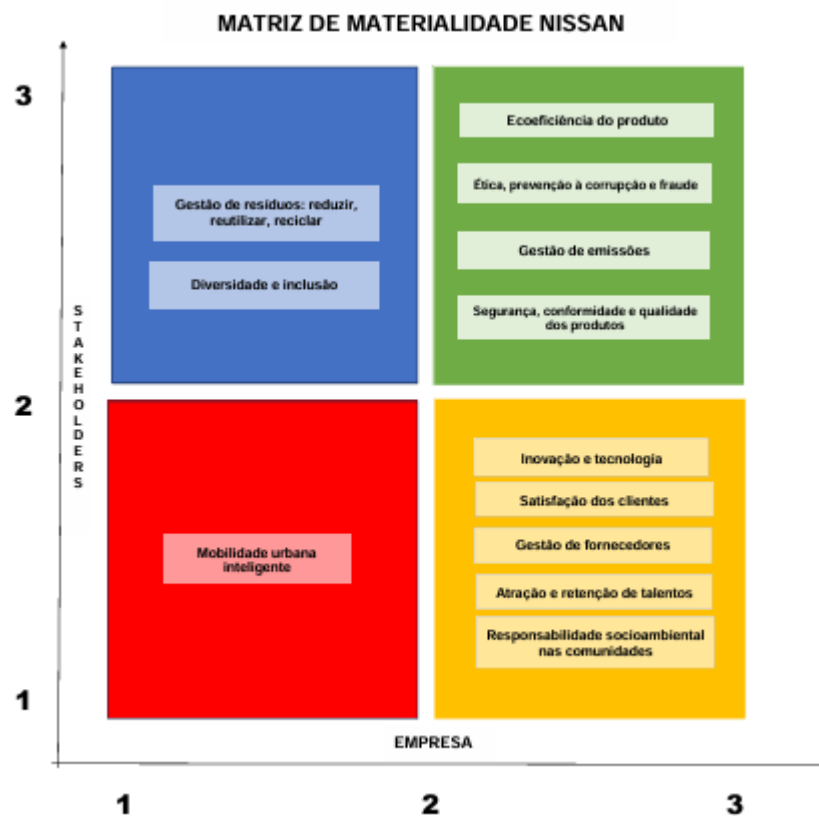 MATRIZ DE MATERIALIDADE NISSAN
3
Ecoeficiência do produto
Ética, prevenção à corrupção e fraude
Gestão de resíduos: reduzir,
reutilizar, reciclar
Gestão de emissões
Diversidade e inclusão
Segurança, conformidade e qualidade
dos produtos
STAKEHOLDERS
2
Inovação e tecnologia
Satisfação dos clientes
Gestão de fornecedores
Mobilidade urbana
inteligente
Atração e retenção de talentos
Responsabilidade socioambiental
nas comunidades
1
EMPRESA
1
2
3